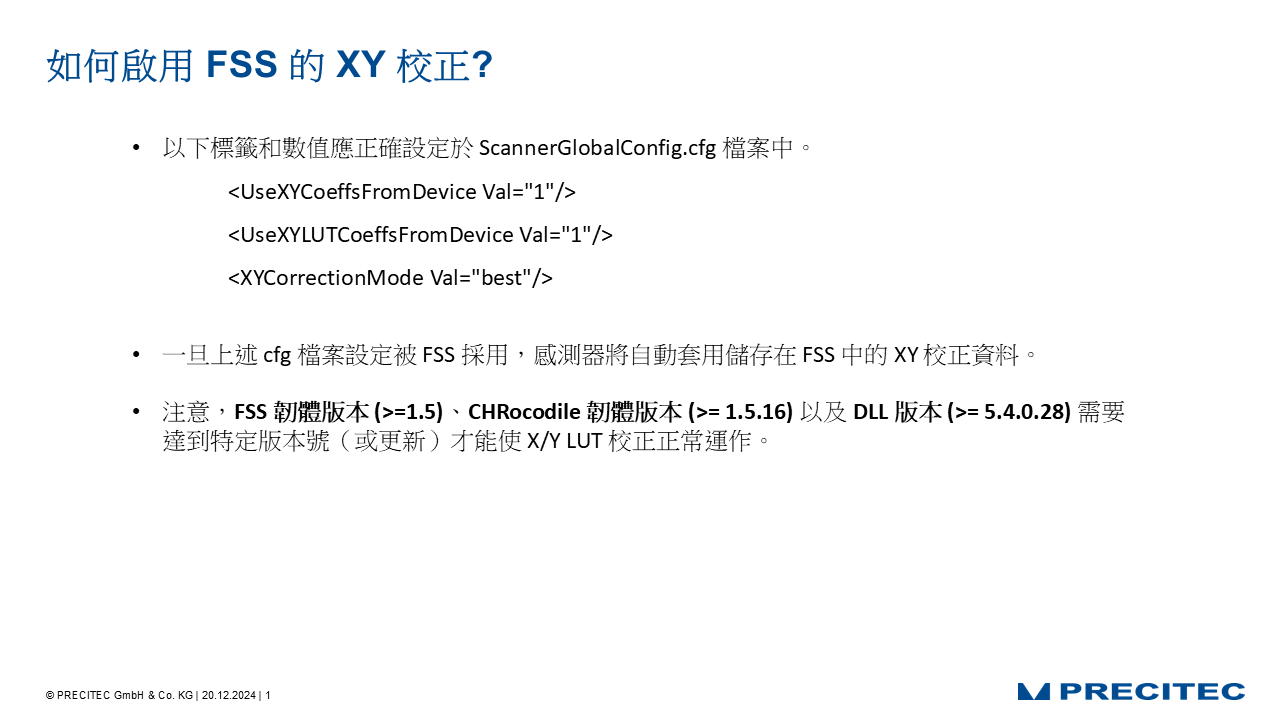 如何啟用 FSS 的 XY 校正?
• 以下標籤和數值應正確設定於 ScannerGlobalConfig.cfg 檔案中。
<UseXYCoeffsFromDevice Val="1"/>
<UseXYLUTCoeffsFromDevice Val="1"/>
<XYCorrectionMode Val="best"/>
• 一旦上述 cfg 檔案設定被 FSS 採用，感測器將自動套用儲存在 FSS 中的 XY 校正資料。
• 注意，FSS 韌體版本 (>=1.5)、CHRocodile 韌體版本 (>= 1.5.16) 以及 DLL 版本 (>= 5.4.0.28) 需要
達到特定版本號（或更新）才能使 X/Y LUT 校正正常運作。
© PRECITEC GmbH & Co. KG | 20.12.2024 | 1
PRECITEC